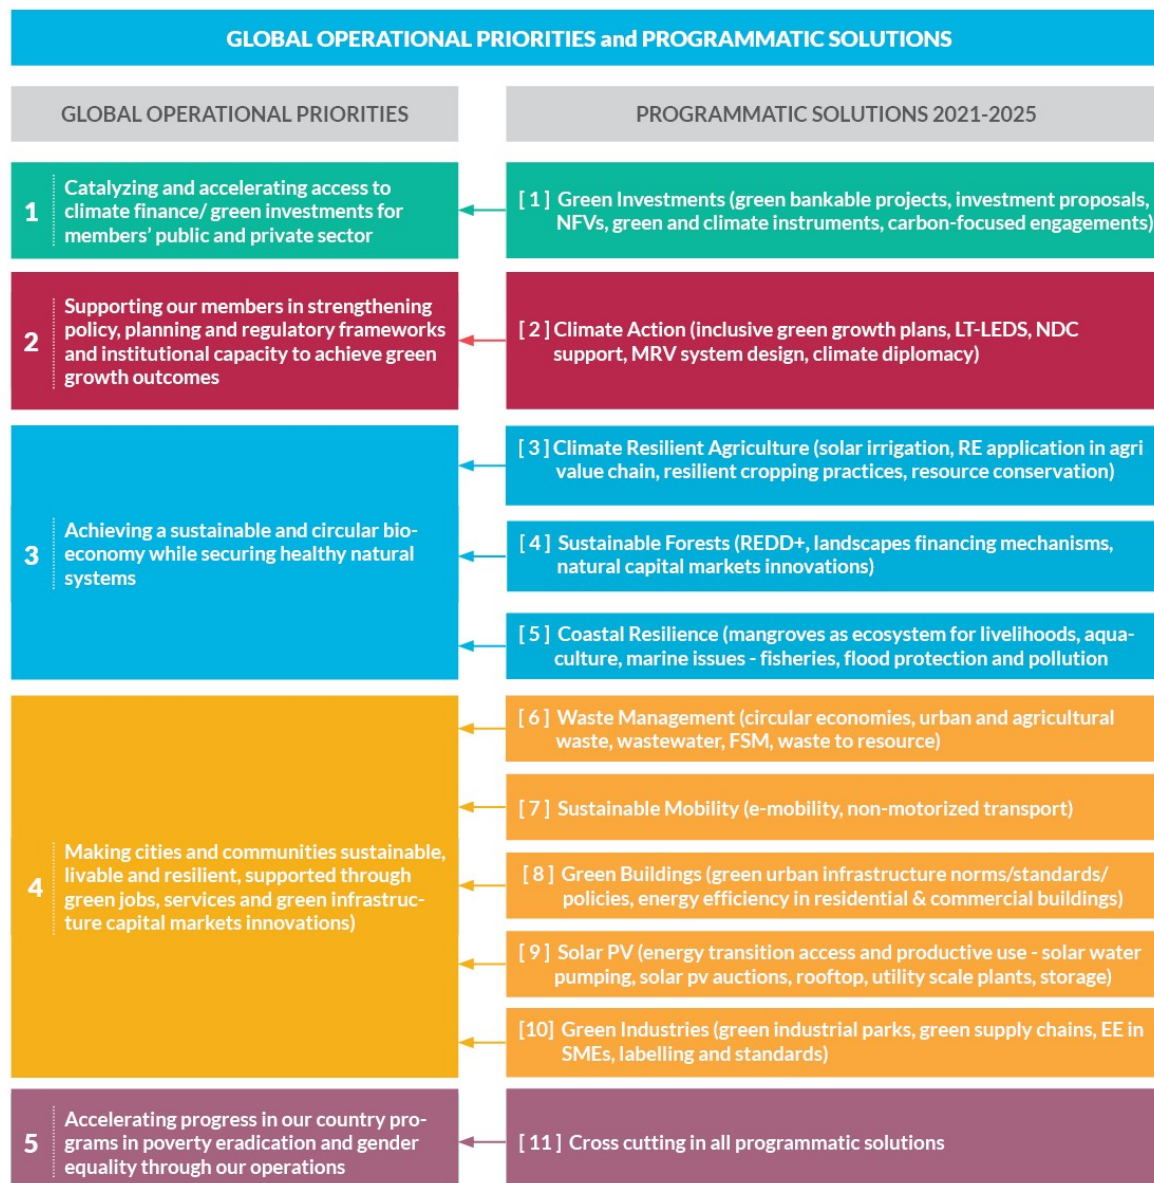 GLOBAL OPERATIONAL PRIORITIES and PROGRAMMATIC SOLUTIONS
GLOBAL OPERATIONAL PRIORITIES
PROGRAMMATIC SOLUTIONS 2021-2025
1
Catalyzing and accelerating access to
climate finance/ green investments for
members' public and private sector
[ 1 ] Green Investments (green bankable projects, investment proposals,
NFVs, green and climate instruments, carbon-focused engagements)
2
Supporting our members in strengthening
policy, planning and regulatory frameworks
and institutional capacity to achieve green
growth outcomes
[ 2 ] Climate Action (inclusive green growth plans, LT-LEDS, NDC
support, MRV system design, climate diplomacy)
3
Achieving a sustainable and circular bio-
economy while securing healthy natural
systems
[ 3 ] Climate Resilient Agriculture (solar irrigation, RE application in agri
value chain, resilient cropping practices, resource conservation)
[ 4 ] Sustainable Forests (REDD+, landscapes financing mechanisms,
natural capital markets innovations)
[ 5 ] Coastal Resilience (mangroves as ecosystem for livelihoods, aqua-
culture, marine issues - fisheries, flood protection and pollution
4
Making cities and communities sustainable,
livable and resilient, supported through
green jobs, services and green infrastruc-
ture capital markets innovations)
[ 6 ] Waste Management (circular economies, urban and agricultural
waste, wastewater, FSM, waste to resource)
[ 7 ] Sustainable Mobility (e-mobility, non-motorized transport)
[ 8 ] Green Buildings (green urban infrastructure norms/standards/
policies, energy efficiency in residential & commercial buildings)
[ 9 ] Solar PV (energy transition access and productive use - solar water
pumping, solar pv auctions, rooftop, utility scale plants, storage)
[10] Green Industries (green industrial parks, green supply chains, EE in
SMEs, labelling and standards)
5
Accelerating progress in our country pro-
grams in poverty eradication and gender
equality through our operations
[ 11 ] Cross cutting in all programmatic solutions